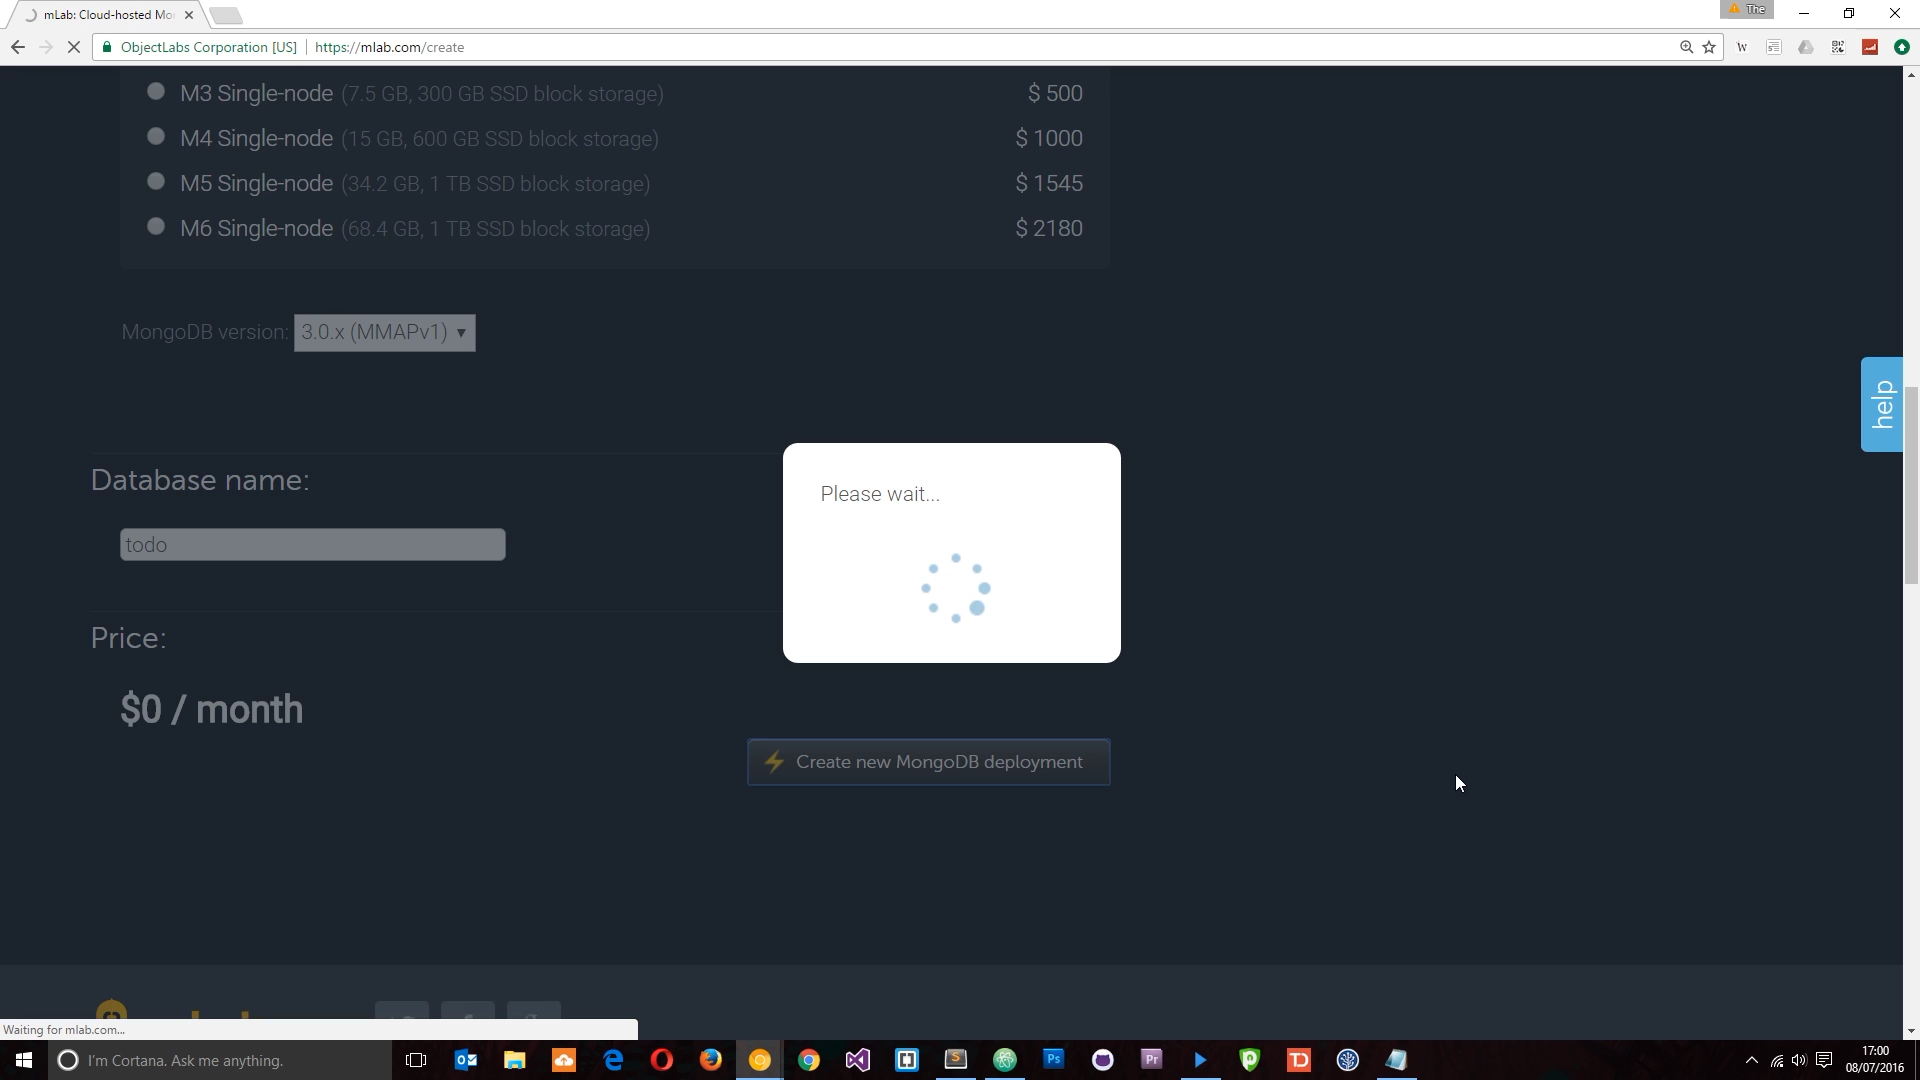 mLab: Cloud-hosted Mo
The
ObjectLabs Corporation [US] https://mlab.com/create
M3 Single-node (7.5 GB, 300 GB SSD block storage) $ 500
M4 Single-node (15 GB, 600 GB SSD block storage) $ 1000
M5 Single-node (34.2 GB, 1 TB SSD block storage) $ 1545
M6 Single-node (68.4 GB, 1 TB SSD block storage) $ 2180
MongoDB version: 3.0.x (MMAPv1)
help
Database name:
Please wait...
todo
Price:
$0 / month
Create new MongoDB deployment
Waiting for mlab.com...
I'm Cortana. Ask me anything.
17:00
08/07/2016